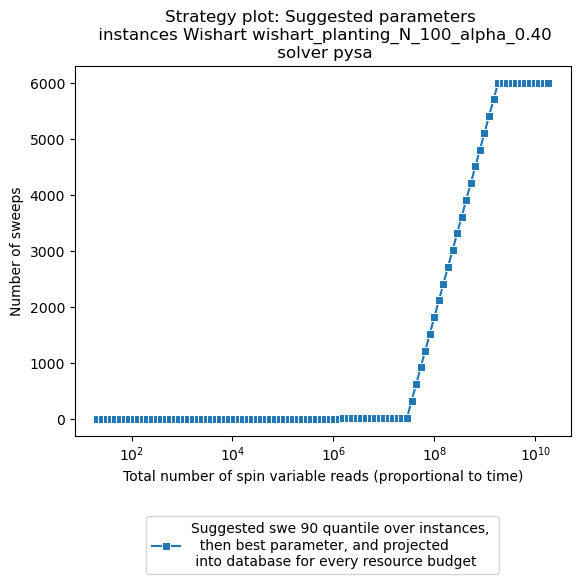 Strategy plot: Suggested parameters
instances Wishart wishart_planting_N_100_alpha_0.40
solver pysa
6000
5000
4000
3000
2000
1000
0
Number of sweeps
10^2
10^4
10^6
10^8
10^10
Total number of spin variable reads (proportional to time)
Suggested swe 90 quantile over instances,
then best parameter, and projected
into database for every resource budget